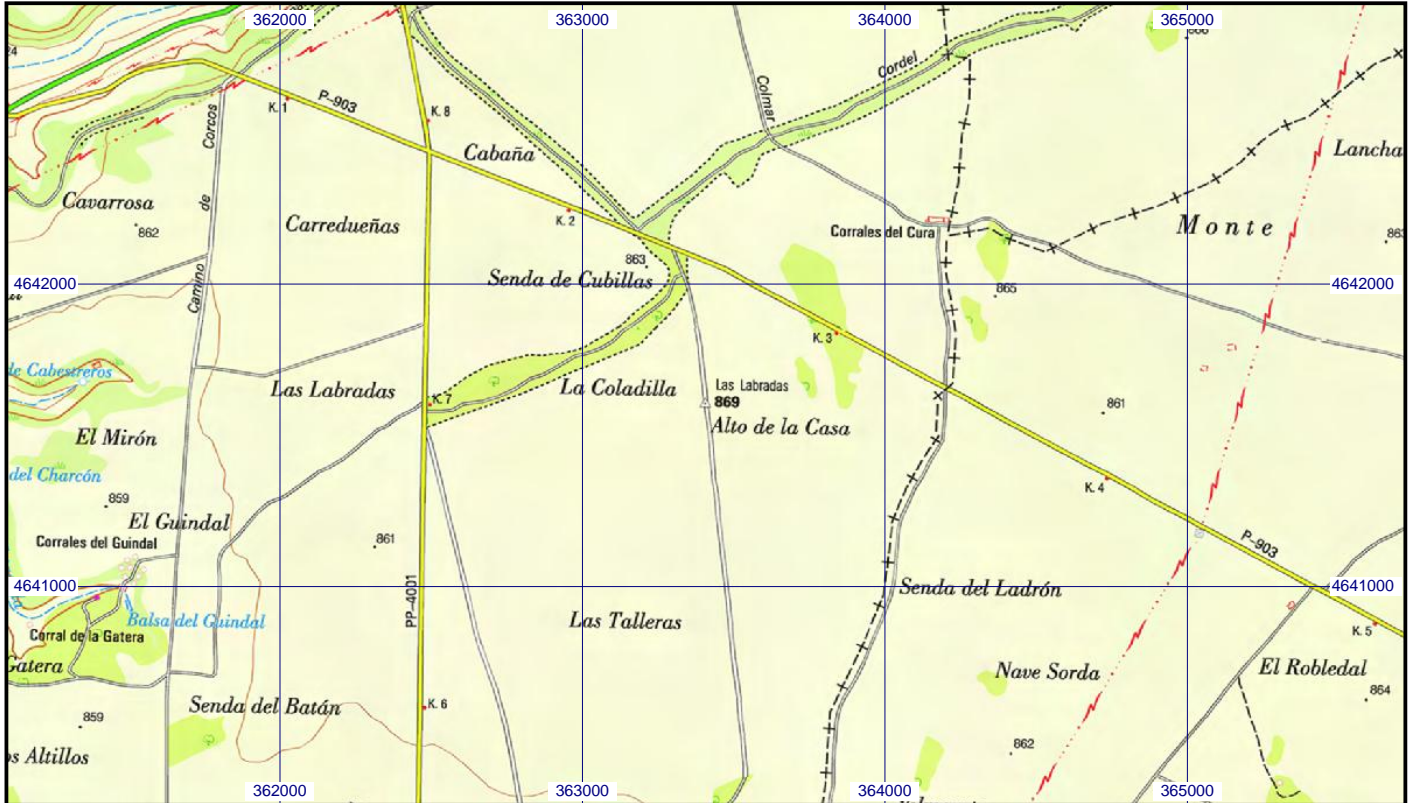 362000
363000
364000
365000
866
Cordel
Colmar
K. 1
P-903
K. 8
Corcos
de
Camino
Cabaña
Lancha
Cavarrosa
862
Carredueñas
K. 2
Corrales del Cura
Monte
863
Senda de Cubillas
4642000
4642000
865
K. 3
de Cabestreros
Las Labradas
K. 7
La Coladilla
Las Labradas
869
Alto de la Casa
861
El Mirón
del Charcón
859
El Guindal
K. 4
Corrales del Guindal
861
P-903
4641000
4641000
PP-4001
Senda del Ladrón
Balsa del Guindal
Las Talleras
Corral de la Gatera
K. 5
Gatera
Nave Sorda
El Robledal
864
Senda del Batán
K. 6
859
862
os Altillos
362000
363000
364000
365000